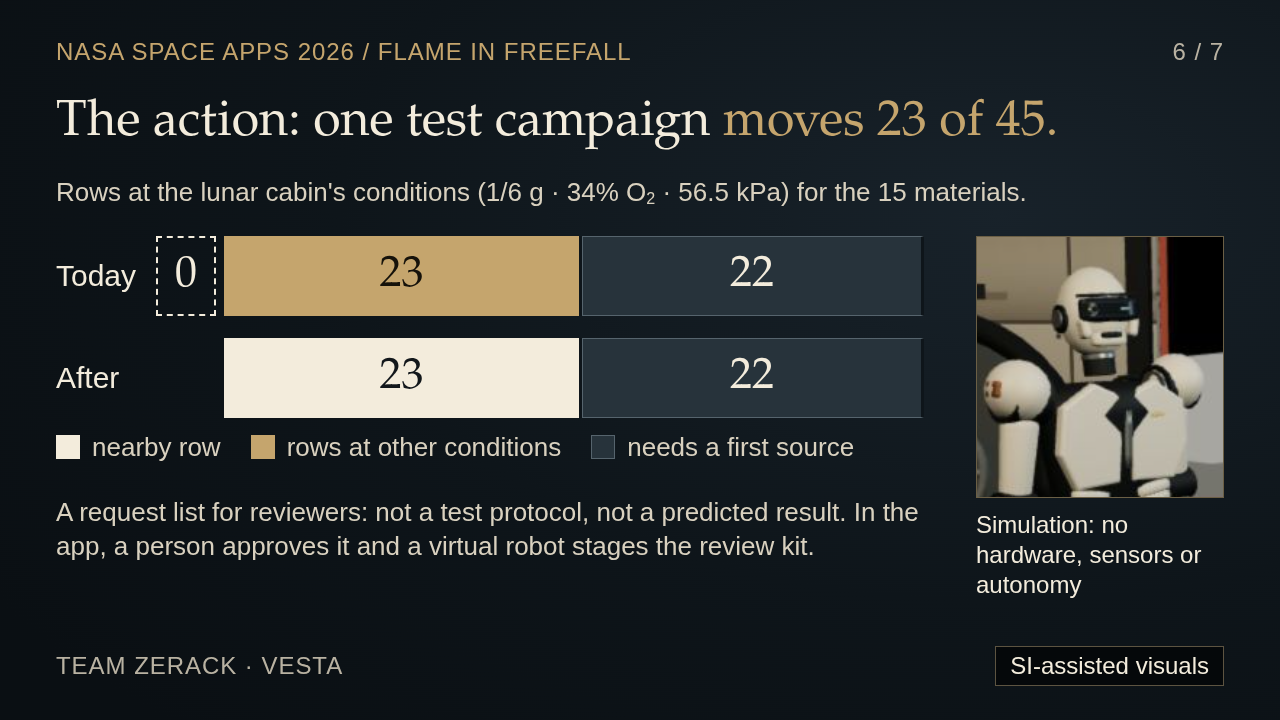 NASA SPACE APPS 2026 / FLAME IN FREEFALL
6 / 7
The action: one test campaign moves 23 of 45.
Rows at the lunar cabin's conditions (1/6 g · 34% O₂ · 56.5 kPa) for the 15 materials.
Today 0 23 22
After 23 22
nearby row rows at other conditions needs a first source
A request list for reviewers: not a test protocol, not a predicted result. In the
app, a person approves it and a virtual robot stages the review kit.
Simulation: no
hardware, sensors or
autonomy
TEAM ZERACK · VESTA
SI-assisted visuals